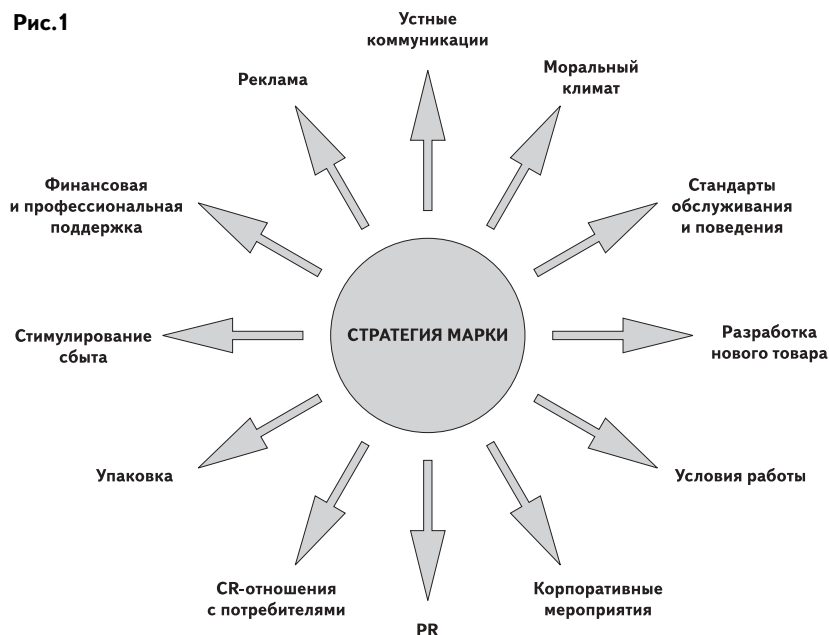 Рис.1
Устные
коммуникации
Моральный
климат
Стандарты
обслуживания
и поведения
Разработка
нового товара
Условия работы
Корпоративные
мероприятия
PR
CR-отношения
с потребителями
Упаковка
Стимулирование
сбыта
Финансовая
и профессиональная
поддержка
Реклама
СТРАТЕГИЯ МАРКИ